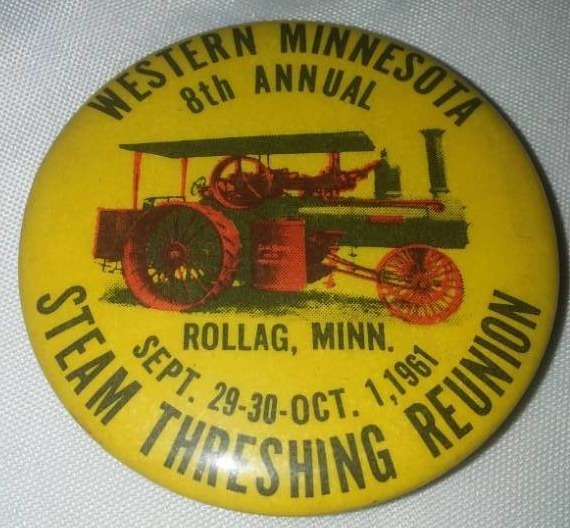 WESTERN MINNESOTA
8th ANNUAL
ROLLAG, MINN.
SEPT. 29-30-OCT. 1, 1961
STEAM THRESHING REUNION